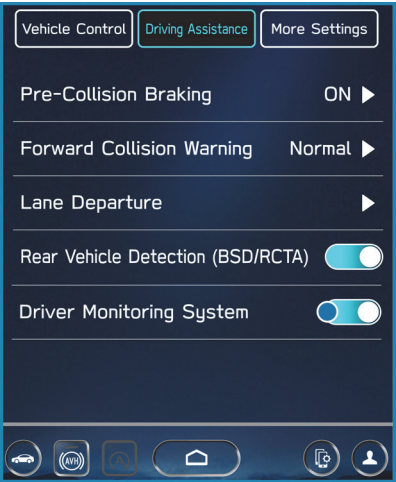 Vehicle Control Driving Assistance More Settings
Pre-Collision Braking ON
Forward Collision Warning Normal
Lane Departure
Rear Vehicle Detection (BSD/RCTA)
Driver Monitoring System
AVH A